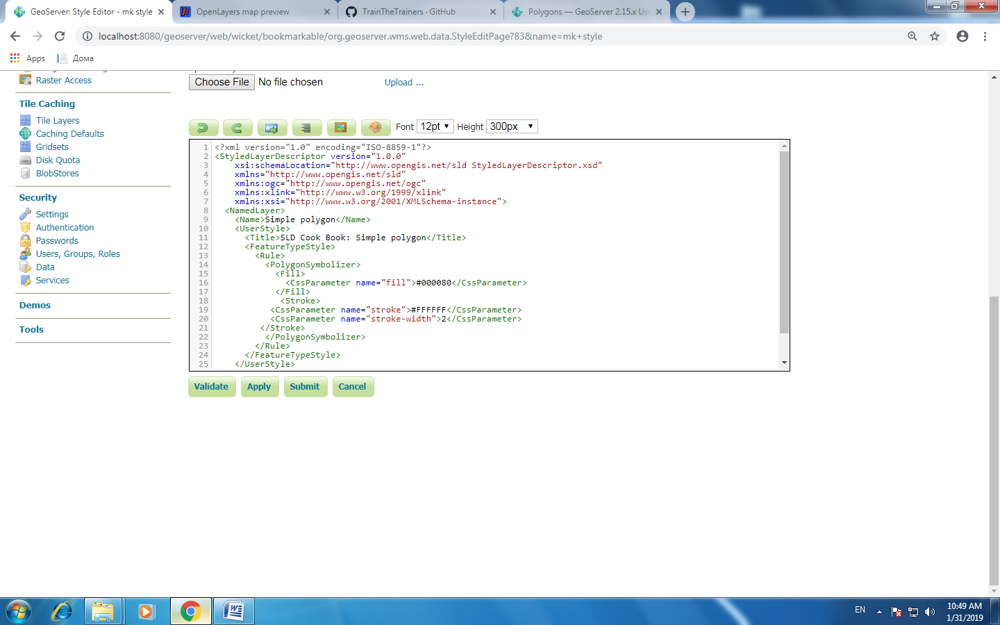 GeoServer: Style Editor - mk style
OpenLayers map preview
TrainTheTrainers · GitHub
Polygons — GeoServer 2.15.x Us
localhost:8080/geoserver/web/wicket/bookmarkable/org.geoserver.wms.web.data.StyleEditPage?83&name=mk+style
Apps
Дома
Raster Access
Tile Caching
Tile Layers
Caching Defaults
Gridsets
Disk Quota
BlobStores
Security
Settings
Authentication
Passwords
Users, Groups, Roles
Data
Services
Demos
Tools
Choose File No file chosen
Upload ...
Font 12pt Height 300px
1 <?xml version="1.0" encoding="ISO-8859-1"?>
2 <StyledLayerDescriptor version="1.0.0"
3 xsi:schemaLocation="http://www.opengis.net/sld StyledLayerDescriptor.xsd"
4 xmlns="http://www.opengis.net/sld"
5 xmlns:ogc="http://www.opengis.net/ogc"
6 xmlns:xlink="http://www.w3.org/1999/xlink"
7 xmlns:xsi="http://www.w3.org/2001/XMLSchema-instance">
8 <NamedLayer>
9 <Name>Simple polygon</Name>
10 <UserStyle>
11 <Title>SLD Cook Book: Simple polygon</Title>
12 <FeatureTypeStyle>
13 <Rule>
14 <PolygonSymbolizer>
15 <Fill>
16 <CssParameter name="fill">#000080</CssParameter>
17 </Fill>
18 <Stroke>
19 <CssParameter name="stroke">#FFFFFF</CssParameter>
20 <CssParameter name="stroke-width">2</CssParameter>
21 </Stroke>
22 </PolygonSymbolizer>
23 </Rule>
24 </FeatureTypeStyle>
25 </UserStyle>
Validate
Apply
Submit
Cancel
EN
10:49 AM
1/31/2019